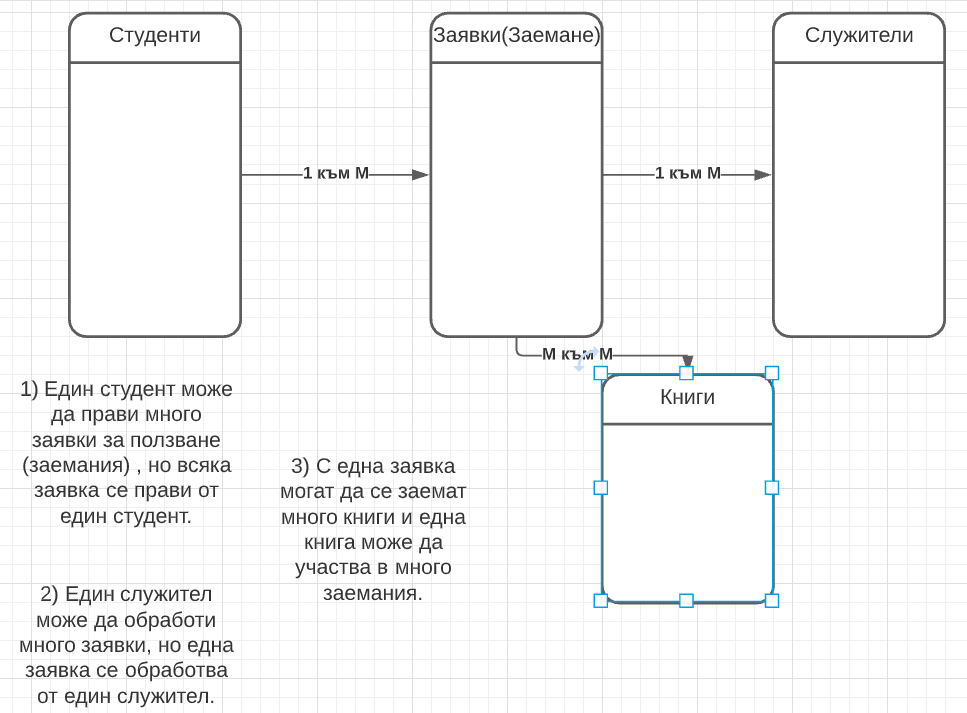 Студенти
Заявки(Заемане)
Служители
1 към М
1 към М
М към М
Книги
1) Един студент може
да прави много
заявки за ползване
(заемания) , но всяка
заявка се прави от
един студент.
3) С една заявка
могат да се заемат
много книги и една
книга може да
участва в много
заемания.
2) Един служител
може да обработи
много заявки, но една
заявка се обработва
от един служител.